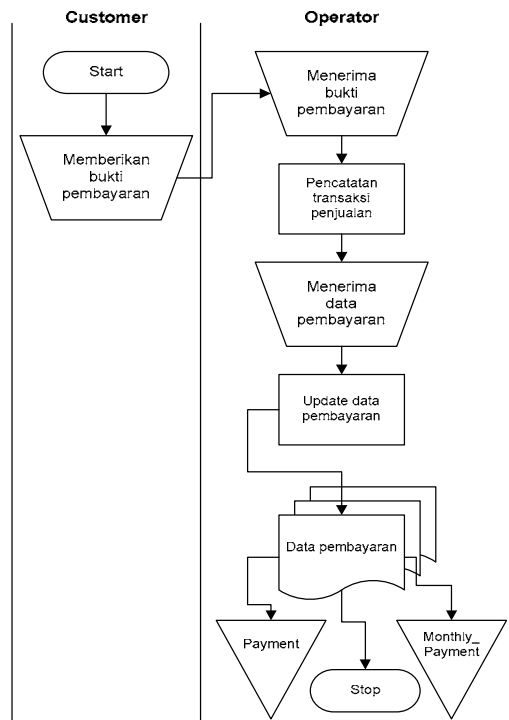 Customer
Operator
Start
Memberikan
bukti
pembayaran
Menerima
bukti
pembayaran
Pencatatan
transaksi
penjualan
Menerima
data
pembayaran
Update data
pembayaran
Data pembayaran
Payment
Monthly_
Payment
Stop